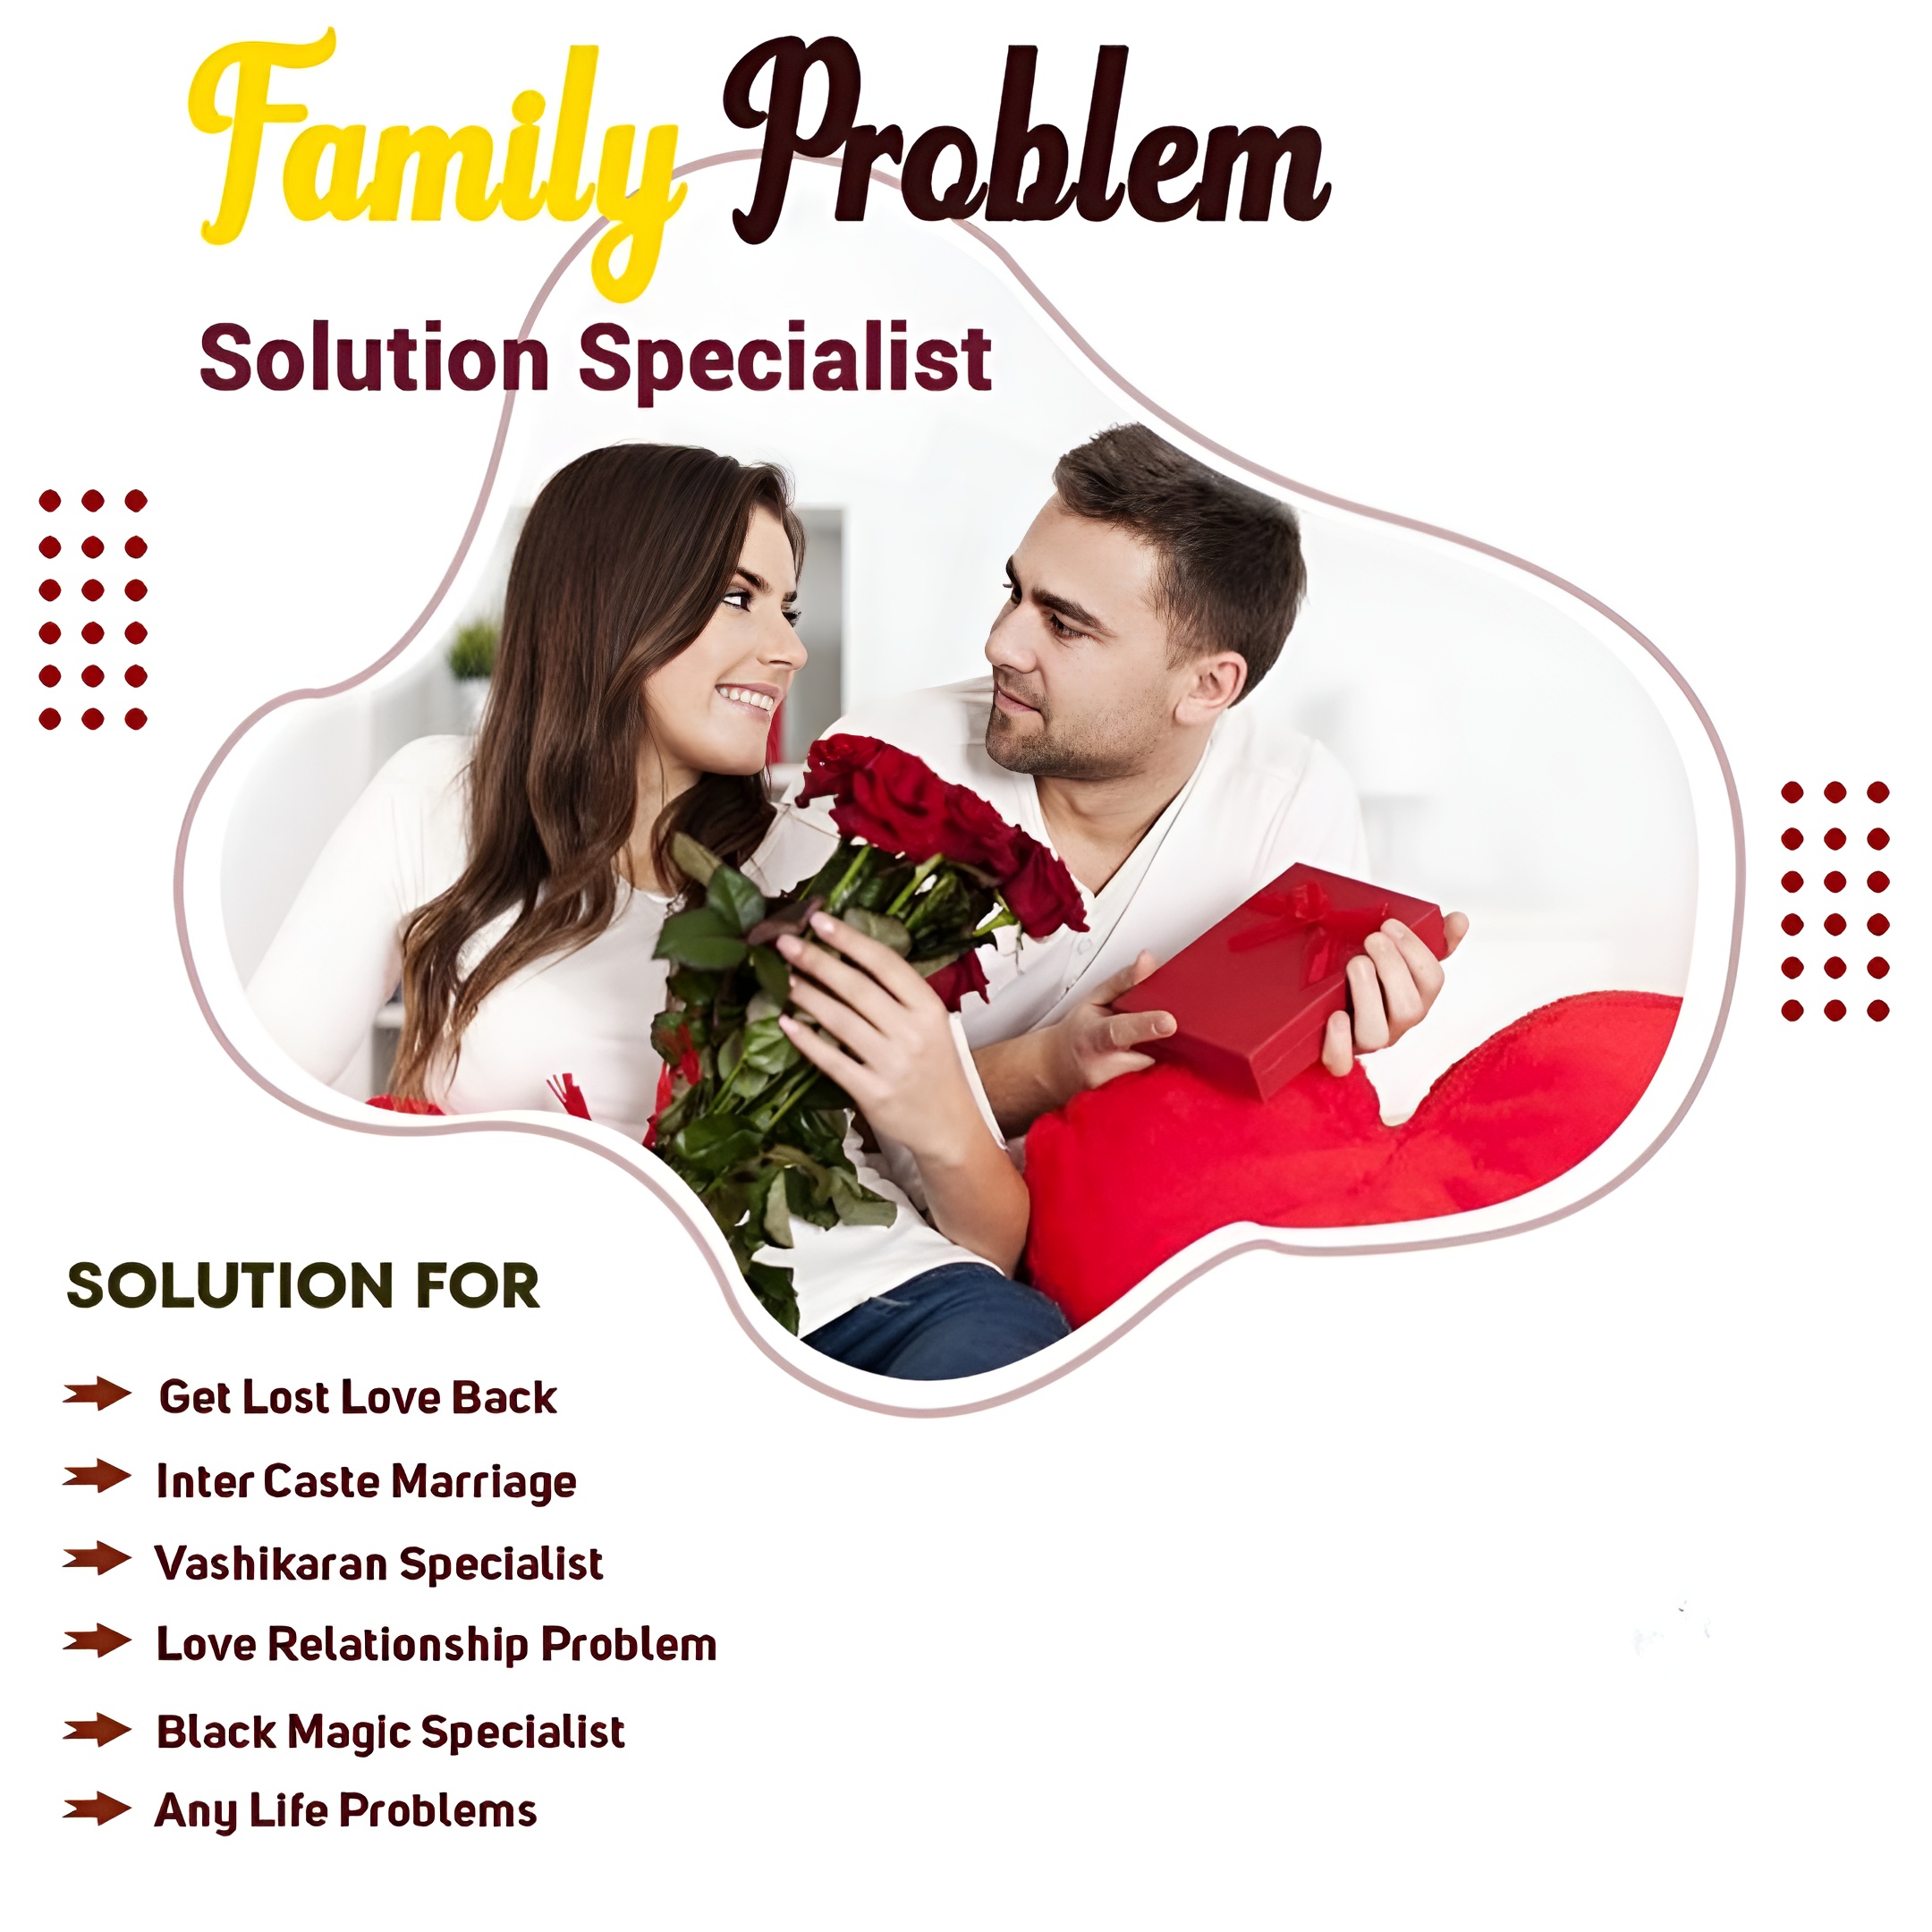 Family Problem
Solution Specialist
SOLUTION FOR
Get Lost Love Back
Inter Caste Marriage
Vashikaran Specialist
Love Relationship Problem
Black Magic Specialist
Any Life Problems